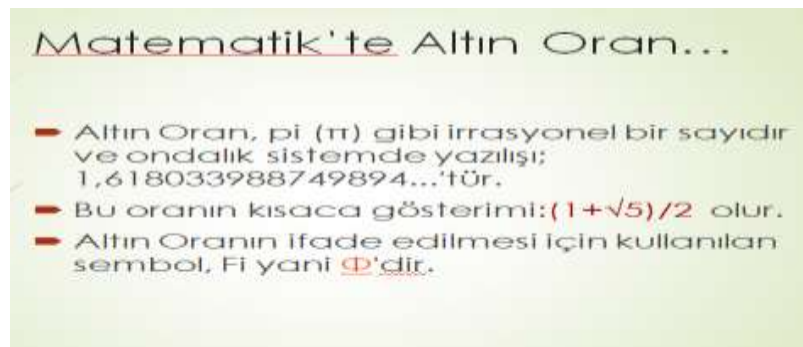 Matematik'te Altın Oran...
Altın Oran, pi (π) gibi irrasyonel bir sayıdır
ve ondalık sistemde yazılışı;
1,618033988749894...'tür.
Bu oranın kısaca gösterimi:(1+√5)/2 olur.
Altın Oranın ifade edilmesi için kullanılan
sembol, Fi yani Φ'dir.